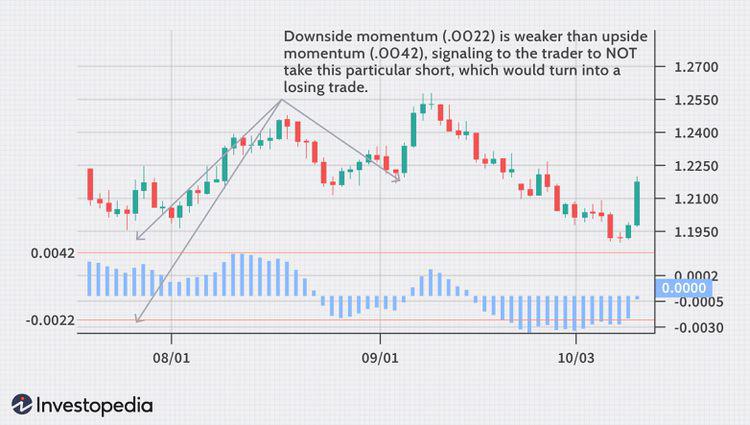 Downside momentum (.0022) is weaker than upside
momentum (.0042), signaling to the trader to NOT
take this particular short, which would turn into a
losing trade.
1.2700
1.2550
1.2400
1.2250
1.2100
1.1950
0.0042
0.0002
0.0000
-0.0005
-0.0022
-0.0030
08/01 09/01 10/03
Investopedia